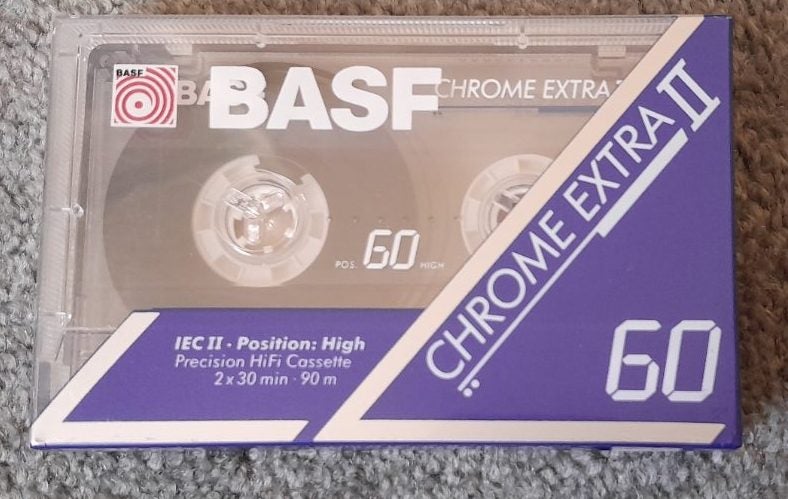 BASF
BASF
CHROME EXTRA
POS. 60 HIGH
CHROME EXTRA II
IEC II - Position: High
Precision HiFi Cassette
2 x 30 min · 90 m
60